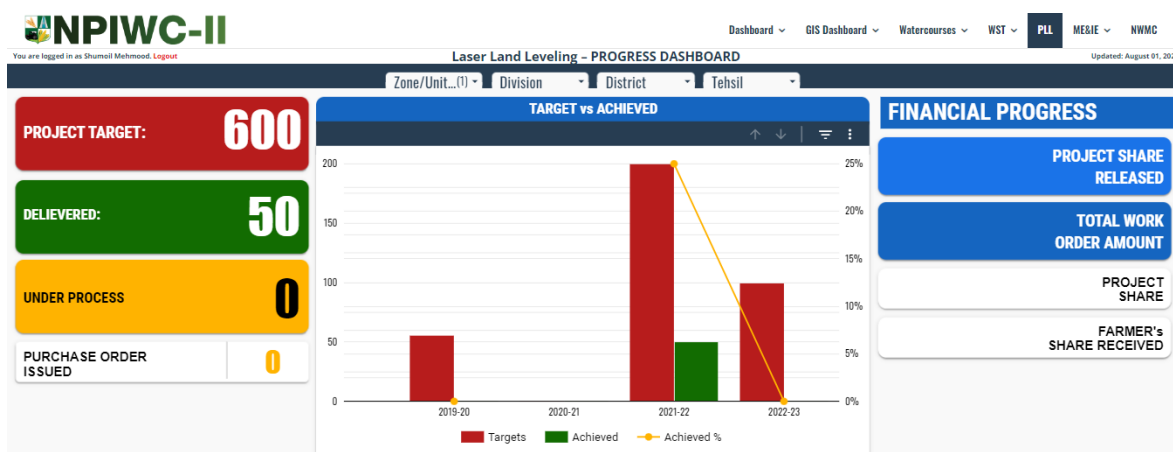 NPIWC-II
Dashboard
GIS Dashboard
Watercourses
WST
PLL
ME&IE
NWMC
You are logged in as Shumoil Mehmood. Logout
Laser Land Leveling – PROGRESS DASHBOARD
Updated: August 01, 202
Zone/Unit...(1)
Division
District
Tehsil
PROJECT TARGET:
600
DELIEVERED:
50
UNDER PROCESS
0
PURCHASE ORDER
ISSUED
0
TARGET vs ACHIEVED
200
150
100
50
0
25%
20%
15%
10%
5%
0%
2019-20
2020-21
2021-22
2022-23
Targets
Achieved
Achieved %
FINANCIAL PROGRESS
PROJECT SHARE
RELEASED
TOTAL WORK
ORDER AMOUNT
PROJECT
SHARE
FARMER's
SHARE RECEIVED